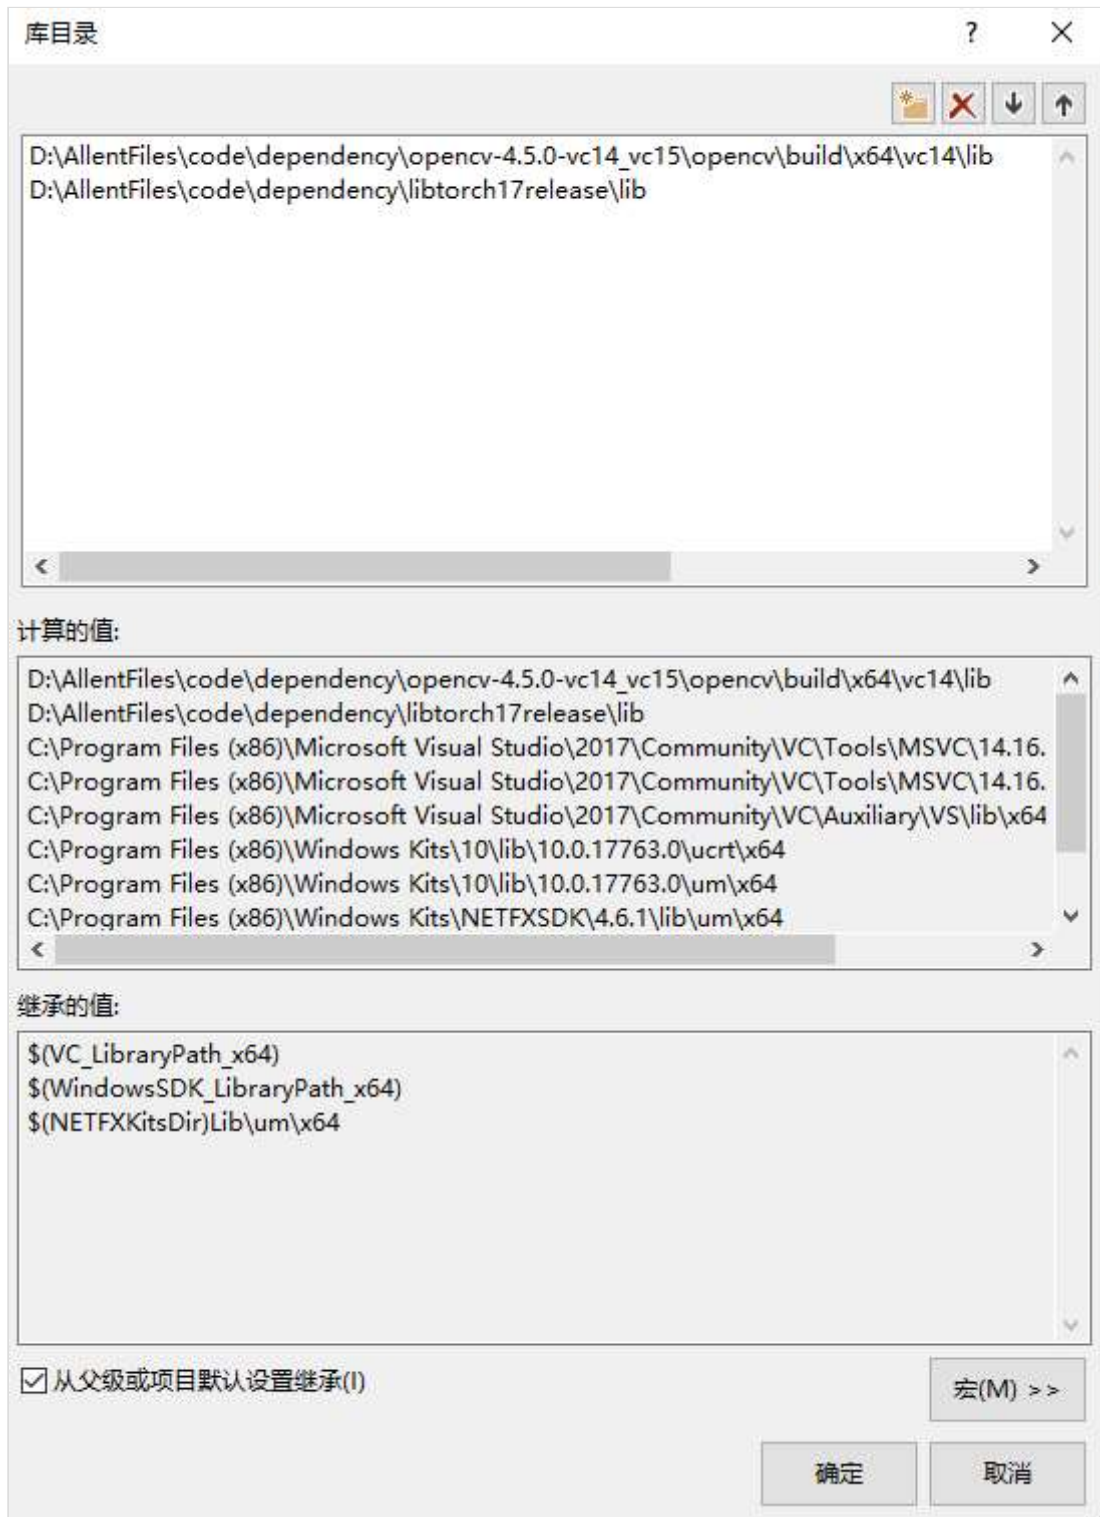 库目录
D:\AllentFiles\code\dependency\opencv-4.5.0-vc14_vc15\opencv\build\x64\vc14\lib
D:\AllentFiles\code\dependency\libtorch17release\lib
计算的值:
D:\AllentFiles\code\dependency\opencv-4.5.0-vc14_vc15\opencv\build\x64\vc14\lib
D:\AllentFiles\code\dependency\libtorch17release\lib
C:\Program Files (x86)\Microsoft Visual Studio\2017\Community\VC\Tools\MSVC\14.16.
C:\Program Files (x86)\Microsoft Visual Studio\2017\Community\VC\Tools\MSVC\14.16.
C:\Program Files (x86)\Microsoft Visual Studio\2017\Community\VC\Auxiliary\VS\lib\x64
C:\Program Files (x86)\Windows Kits\10\lib\10.0.17763.0\ucrt\x64
C:\Program Files (x86)\Windows Kits\10\lib\10.0.17763.0\um\x64
C:\Program Files (x86)\Windows Kits\NETFXSDK\4.6.1\lib\um\x64
继承的值:
$(VC_LibraryPath_x64)
$(WindowsSDK_LibraryPath_x64)
$(NETFXKitsDir)Lib\um\x64
从父级或项目默认设置继承(I)
宏(M) >>
确定 取消